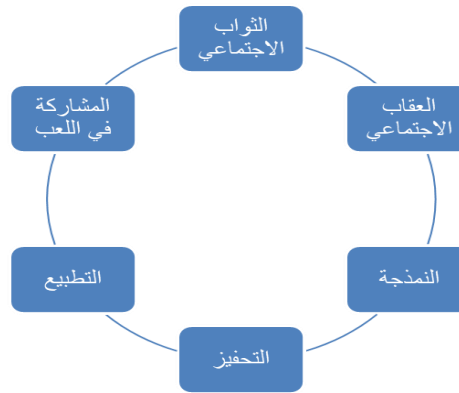 الثواب
الاجتماعي
العقاب
الاجتماعي
النمذجة
التحفيز
التطبيع
المشاركة
في اللعب